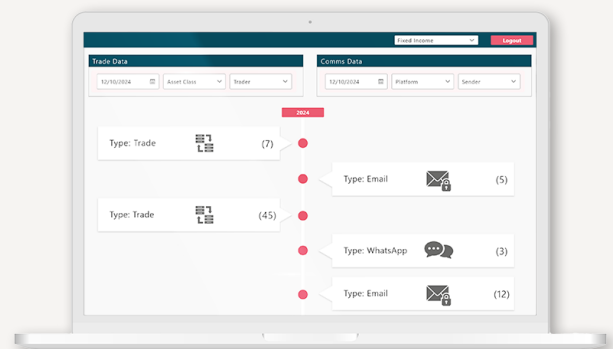 Fixed Income
Logout
Trade Data
12/10/2024
Asset Class
Trader
Comms Data
12/10/2024
Platform
Sender
2024
Type: Trade
(7)
Type: Email
(5)
Type: Trade
(45)
Type: WhatsApp
(3)
Type: Email
(12)